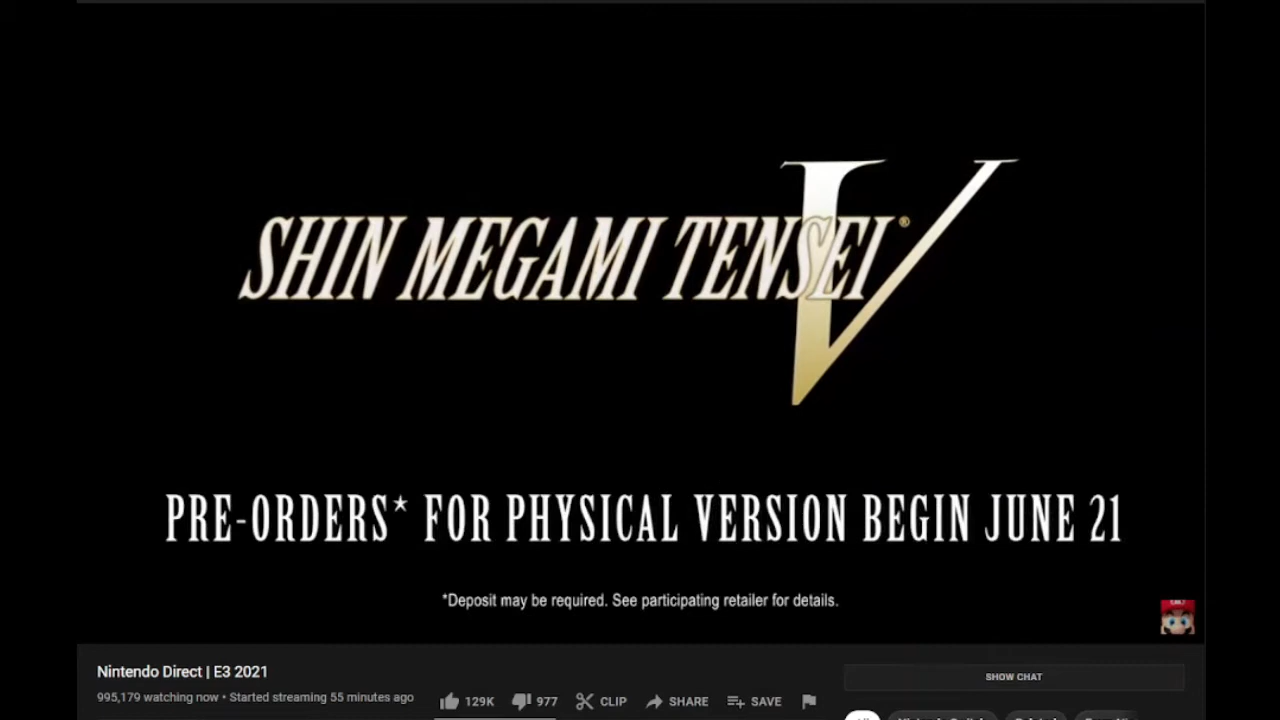 SHIN MEGAMI TENSEI® V
PRE-ORDERS* FOR PHYSICAL VERSION BEGIN JUNE 21
*Deposit may be required. See participating retailer for details.
Nintendo Direct | E3 2021
995,179 watching now • Started streaming 55 minutes ago
129K 977 CLIP SHARE SAVE
SHOW CHAT